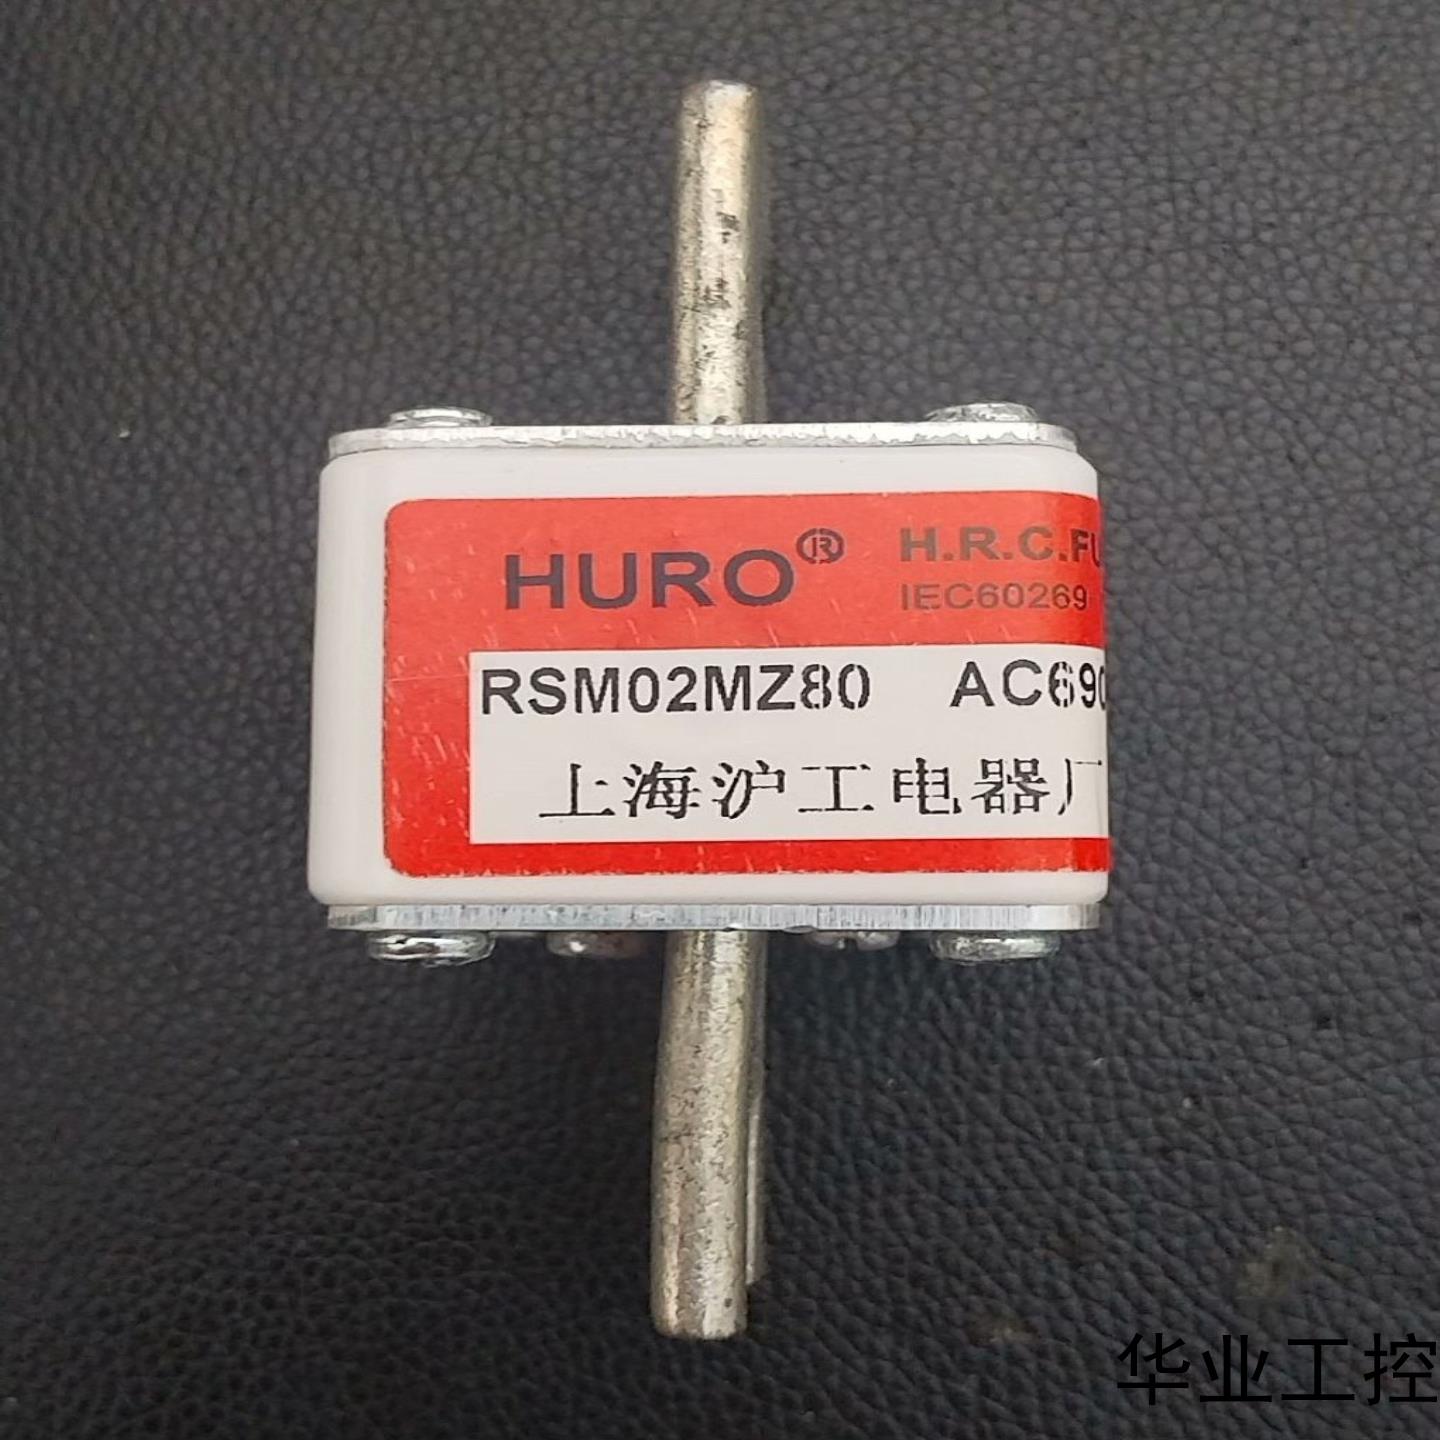 HURO® H.R.C.FU
IEC60269
RSM02MZ80 AC690
上海沪工电器厂
华业工控